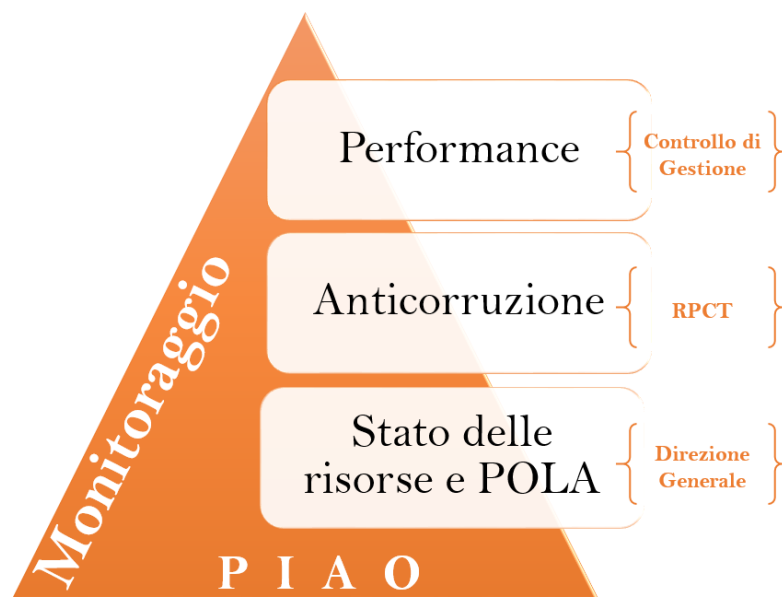 Performance
Controllo di
Gestione
Anticorruzione
RPCT
Stato delle
risorse e POLA
Direzione
Generale
Monitoraggio
P I A O